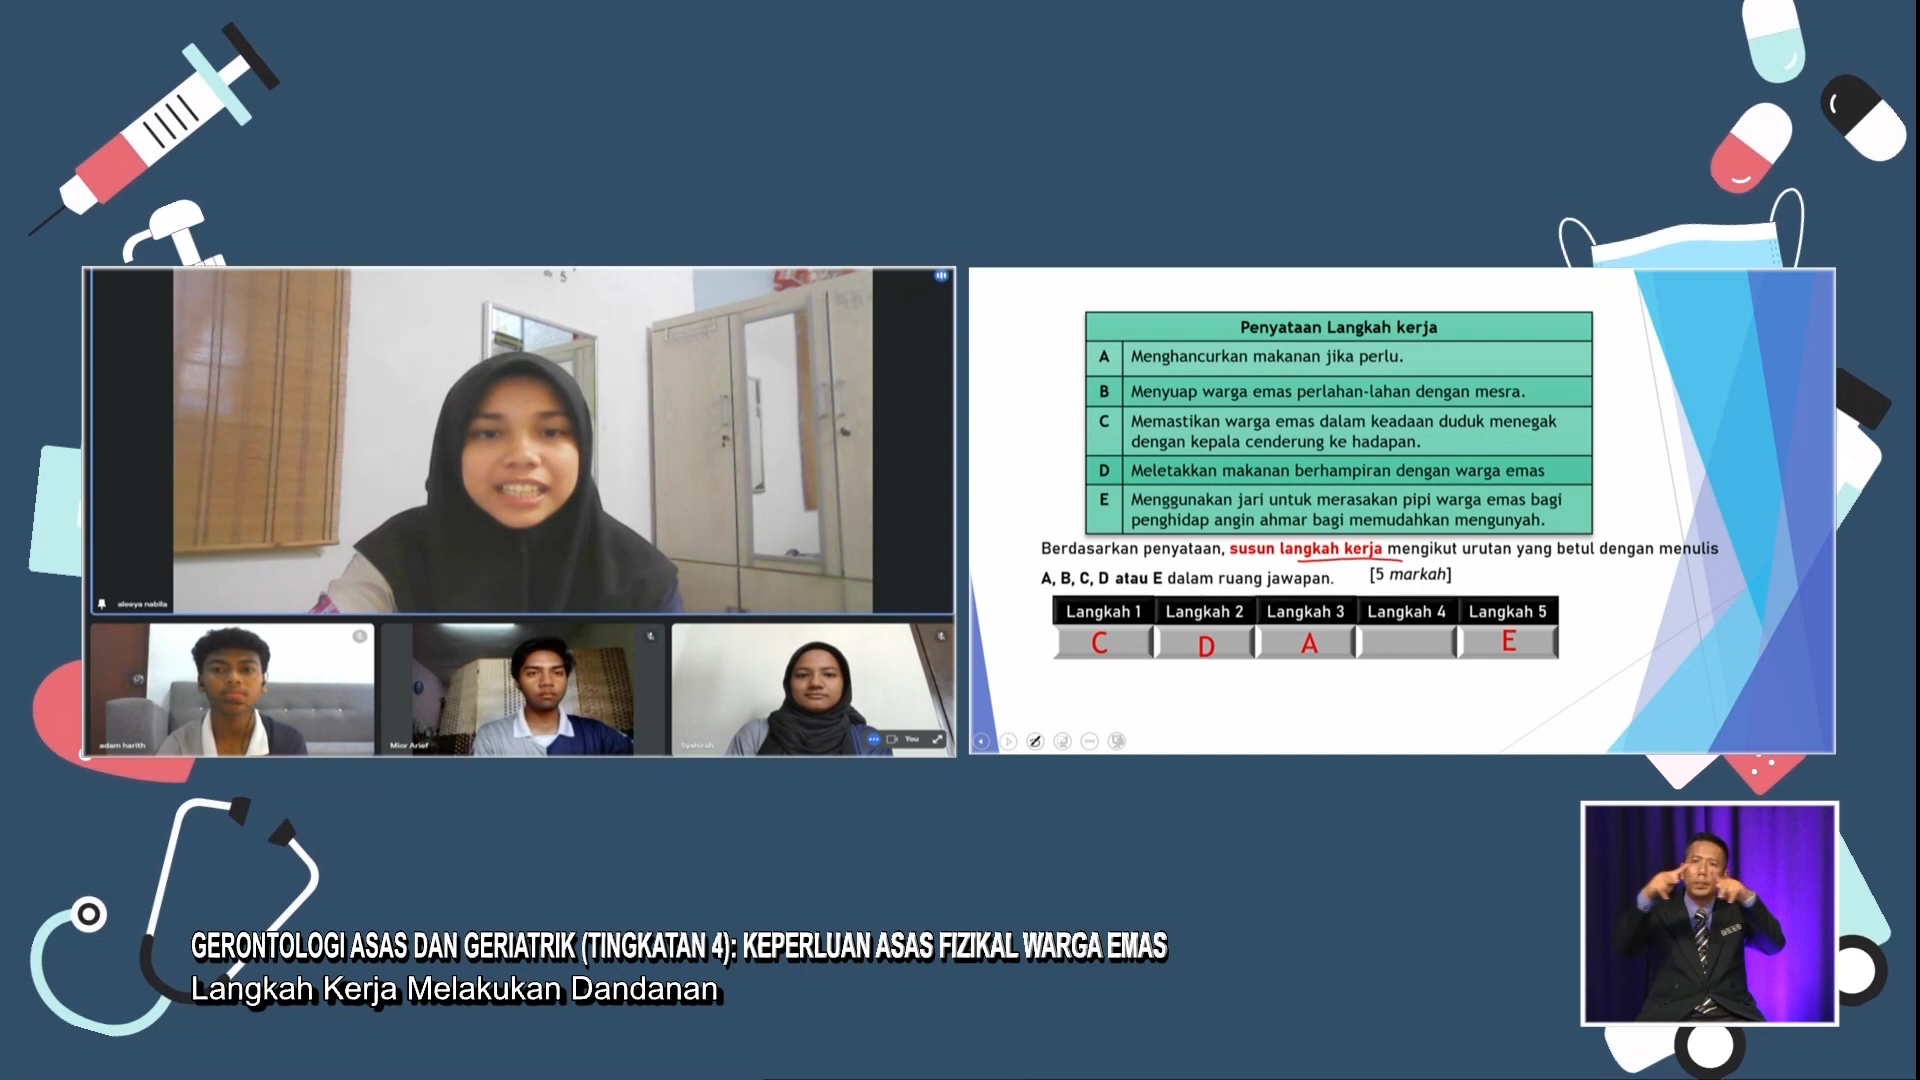 5
aleeya nabila
adam harith
Mior Arief
Syahirah
You
Penyataan Langkah kerja
A Menghancurkan makanan jika perlu.
B Menyuap warga emas perlahan-lahan dengan mesra.
C Memastikan warga emas dalam keadaan duduk menegak
dengan kepala cenderung ke hadapan.
D Meletakkan makanan berhampiran dengan warga emas
E Menggunakan jari untuk merasakan pipi warga emas bagi
penghidap angin ahmar bagi memudahkan mengunyah.
Berdasarkan penyataan, susun langkah kerja mengikut urutan yang betul dengan menulis
A, B, C, D atau E dalam ruang jawapan. [5 markah]
Langkah 1 Langkah 2 Langkah 3 Langkah 4 Langkah 5
C D A E
GERONTOLOGI ASAS DAN GERIATRIK (TINGKATAN 4): KEPERLUAN ASAS FIZIKAL WARGA EMAS
Langkah Kerja Melakukan Dandanan